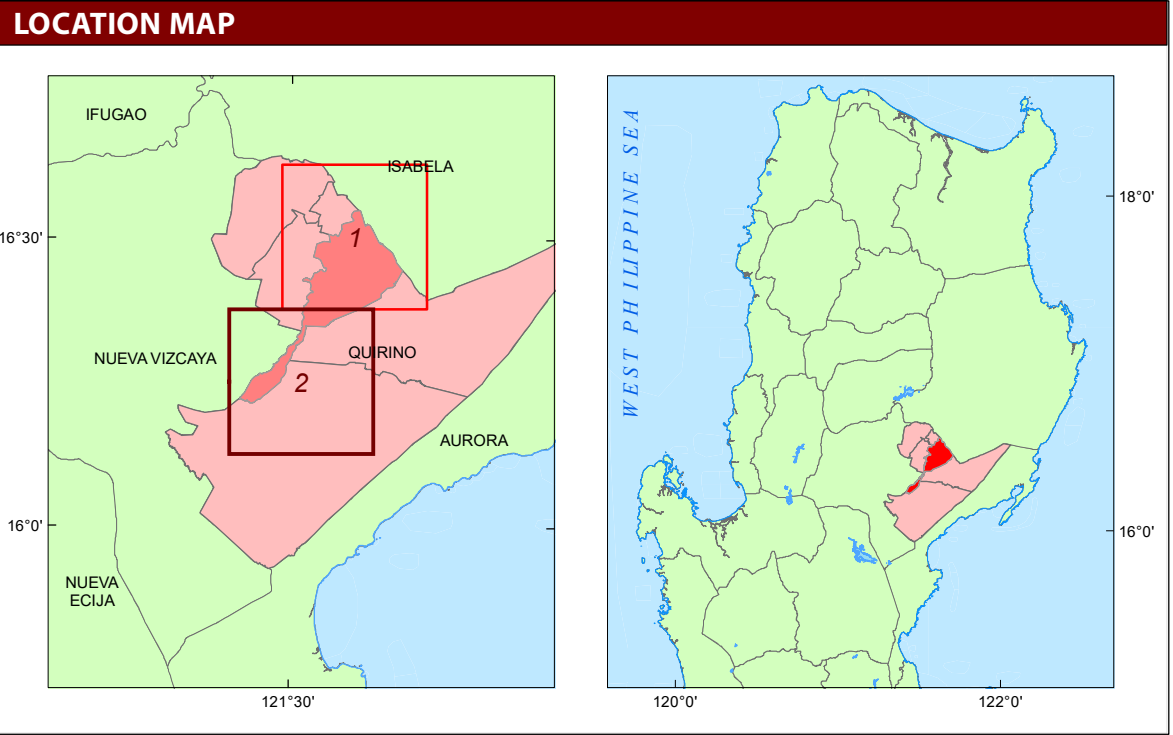 LOCATION MAP
IFUGAO
ISABELA
16°30'
1
NUEVA VIZCAYA
QUIRINO
2
AURORA
16°0'
NUEVA
ECIJA
121°30'
WEST PHILIPPINE SEA
18°0'
16°0'
120°0'
122°0'